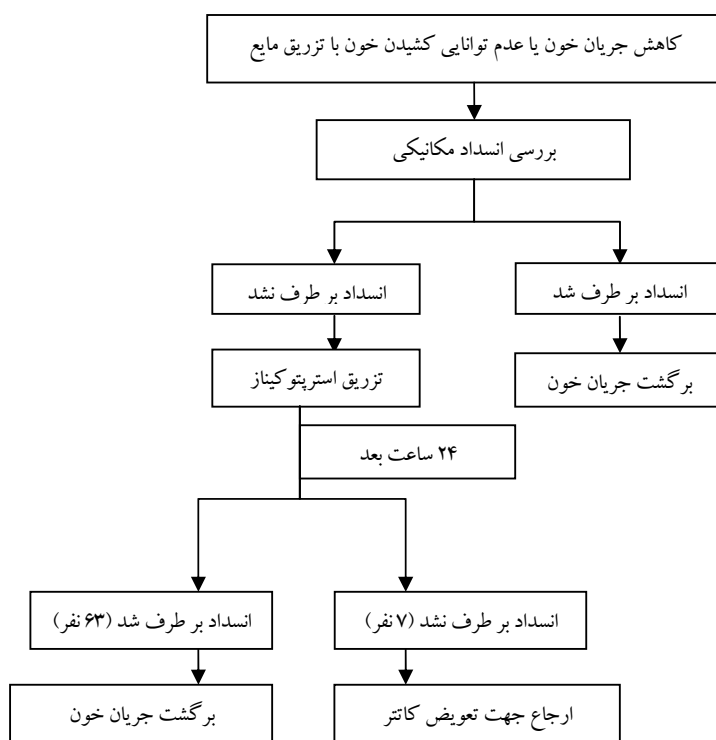 کاهش جریان خون یا عدم توانایی کشیدن خون با تزریق مایع
بررسی انسداد مکانیکی
انسداد بر طرف شد
انسداد بر طرف نشد
برگشت جریان خون
تزریق استرپتوکیناز
۲۴ ساعت بعد
انسداد بر طرف نشد (۷ نفر)
انسداد بر طرف شد (۶۳ نفر)
ارجاع جهت تعویض کاتتر
برگشت جریان خون